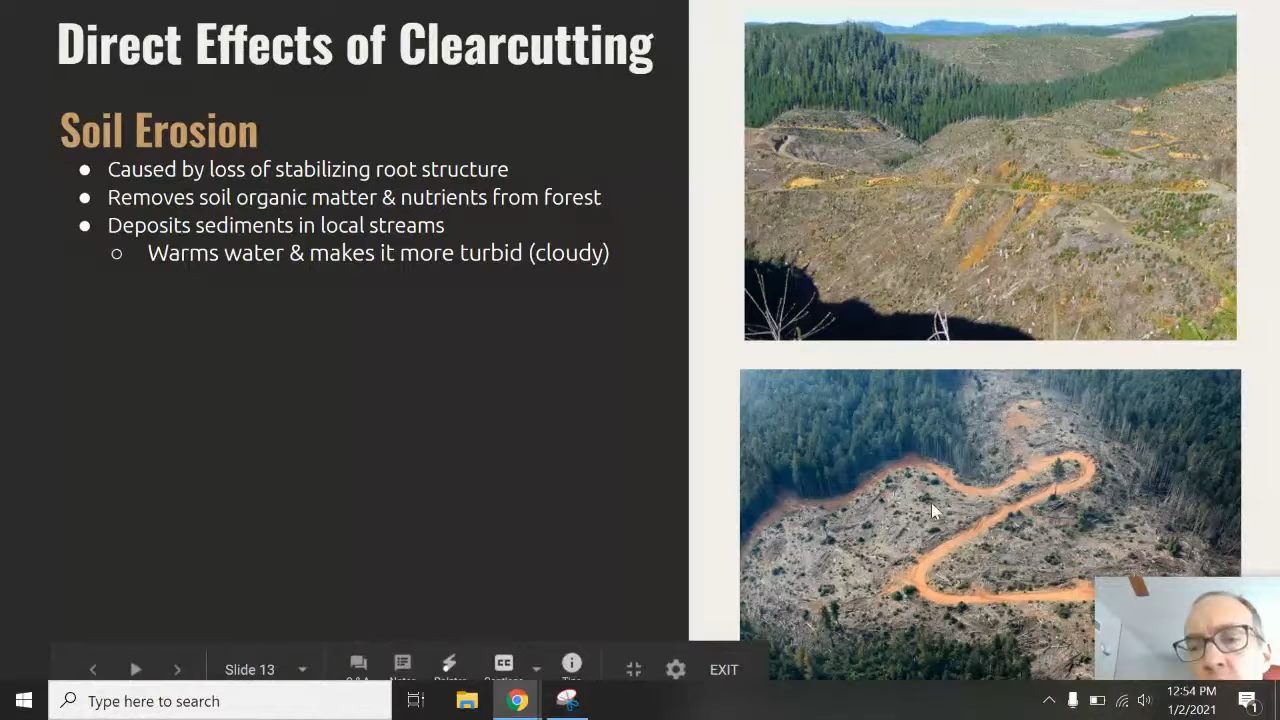 Direct Effects of Clearcutting
Soil Erosion
● Caused by loss of stabilizing root structure
● Removes soil organic matter & nutrients from forest
● Deposits sediments in local streams
○ Warms water & makes it more turbid (cloudy)
Slide 13
EXIT
Type here to search
12:54 PM
1/2/2021
1